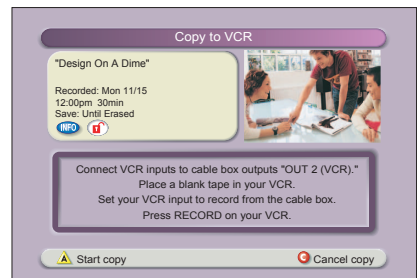 Copy to VCR
"Design On A Dime"
Recorded: Mon 11/15
12:00pm 30min
Save: Until Erased
INFO
Connect VCR inputs to cable box outputs "OUT 2 (VCR)."
Place a blank tape in your VCR.
Set your VCR input to record from the cable box.
Press RECORD on your VCR.
A Start copy
C Cancel copy